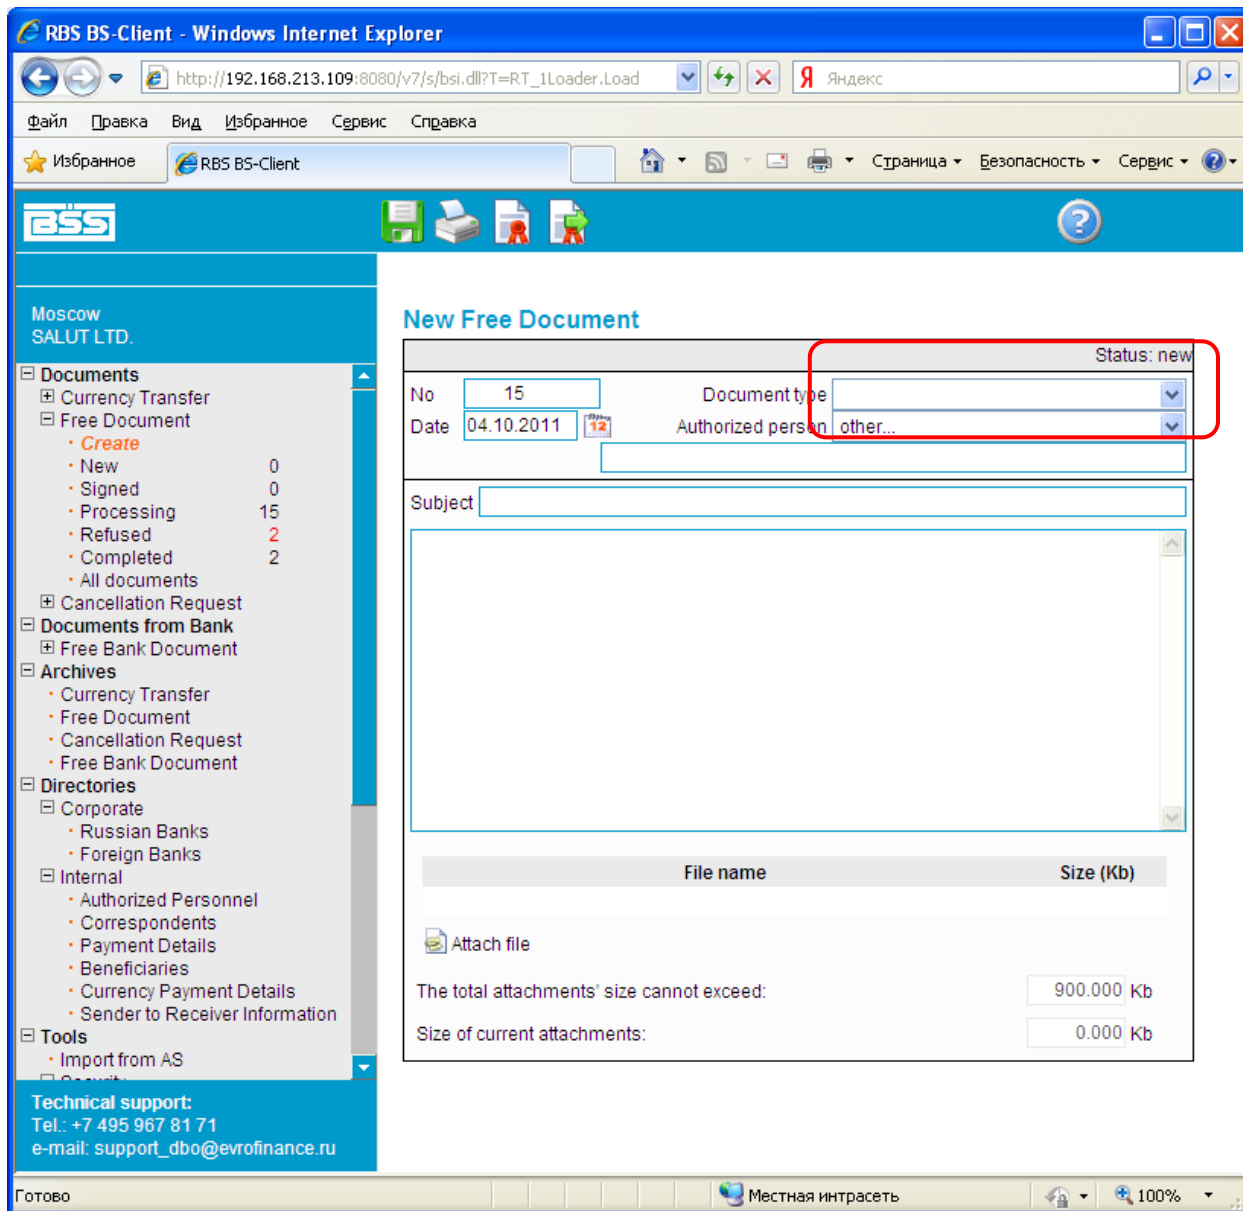 RBS BS-Client - Windows Internet Explorer
http://192.168.213.109:8080/v7/s/bsi.dll?T=RT_1Loader.Load
Я Яндекс
Файл Правка Вид Избранное Сервис Справка
Избранное RBS BS-Client Страница Безопасность Сервис
BSS
Moscow
SALUT LTD.
Documents
Currency Transfer
Free Document
Create
New 0
Signed 0
Processing 15
Refused 2
Completed 2
All documents
Cancellation Request
Documents from Bank
Free Bank Document
Archives
Currency Transfer
Free Document
Cancellation Request
Free Bank Document
Directories
Corporate
Russian Banks
Foreign Banks
Internal
Authorized Personnel
Correspondents
Payment Details
Beneficiaries
Currency Payment Details
Sender to Receiver Information
Tools
Import from AS
Technical support:
Tel.: +7 495 967 81 71
e-mail: support_dbo@evrofinance.ru
New Free Document
Status: new
No 15 Document type
Date 04.10.2011 12 Authorized person other...
Subject
File name Size (Kb)
Attach file
The total attachments' size cannot exceed: 900.000 Kb
Size of current attachments: 0.000 Kb
Готово Местная интрасеть 100%